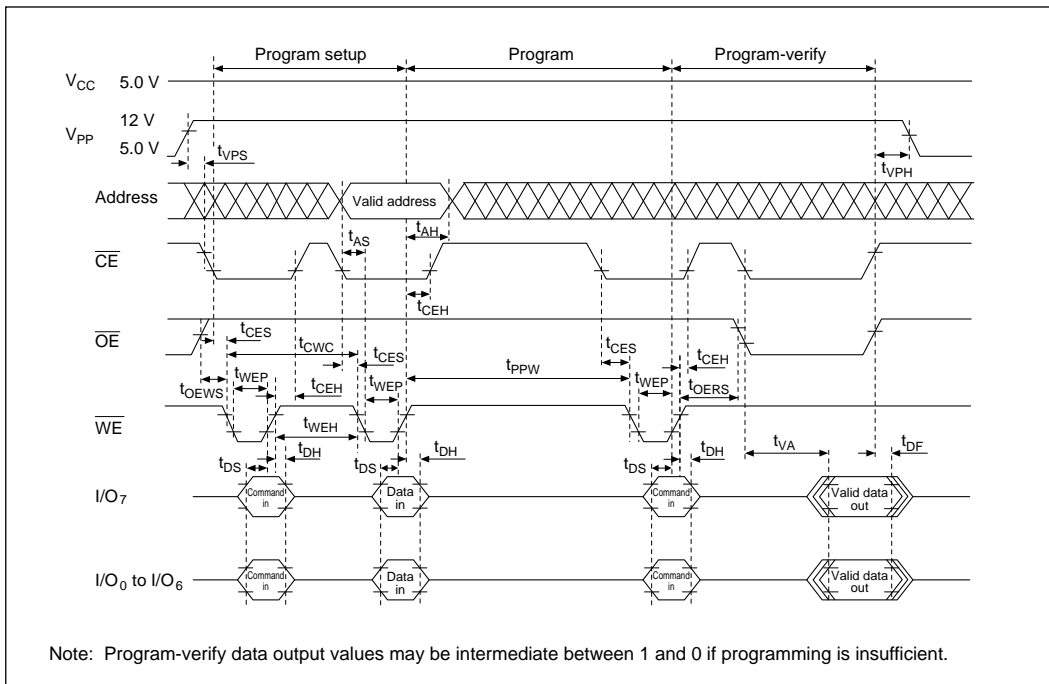 Program setup Program Program-verify
VCC 5.0 V
12 V
VPP
5.0 V
tVPS
tVPH
Address Valid address
tAS tAH
CE
tCEH
OE
tCES tCWC tCES tPPW tCES tCEH
tOEWS tWEP tCEH tWEP tWEP tOERS
WE
tWEH
tVA
tDS tDH tDS tDH tDS tDH tDF
I/O7 Command in Data in Command in Valid data out
I/O0 to I/O6 Command in Data in Command in Valid data out
Note: Program-verify data output values may be intermediate between 1 and 0 if programming is insufficient.